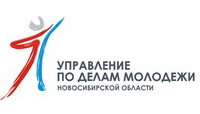 УПРАВЛЕНИЕ
ПО ДЕЛАМ МОЛОДЕЖИ
НОВОСИБИРСКОЙ ОБЛАСТИ